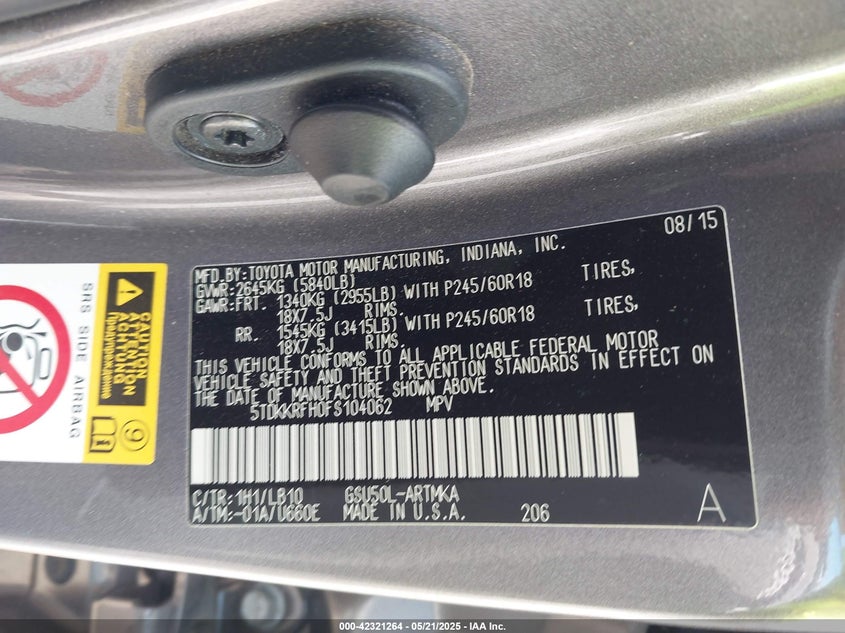 08/15
MFD.BY:TOYOTA MOTOR MANUFACTURING, INDIANA, INC.
GVWR:2645KG (5840LB)
GAWR:FRT. 1340KG (2955LB) WITH P245/60R18 TIRES,
18X7.5J RIMS.
RR. 1545KG (3415LB) WITH P245/60R18 TIRES,
18X7.5J RIMS.
THIS VEHICLE CONFORMS TO ALL APPLICABLE FEDERAL MOTOR
VEHICLE SAFETY AND THEFT PREVENTION STANDARDS IN EFFECT ON
THE DATE OF MANUFACTURE SHOWN ABOVE.
5TDKKRFH0FS104062 MPV
C/TR:1H1/LB10 GSU50L-ARTMKA
A/TM:-01A/U660E MADE IN U.S.A. 206 A
SRS SIDE AIRBAG
CAUTION
ATTENTION
ACHTUNG
Предупреждение
9
000-42321264 - 05/21/2025 - IAA Inc.